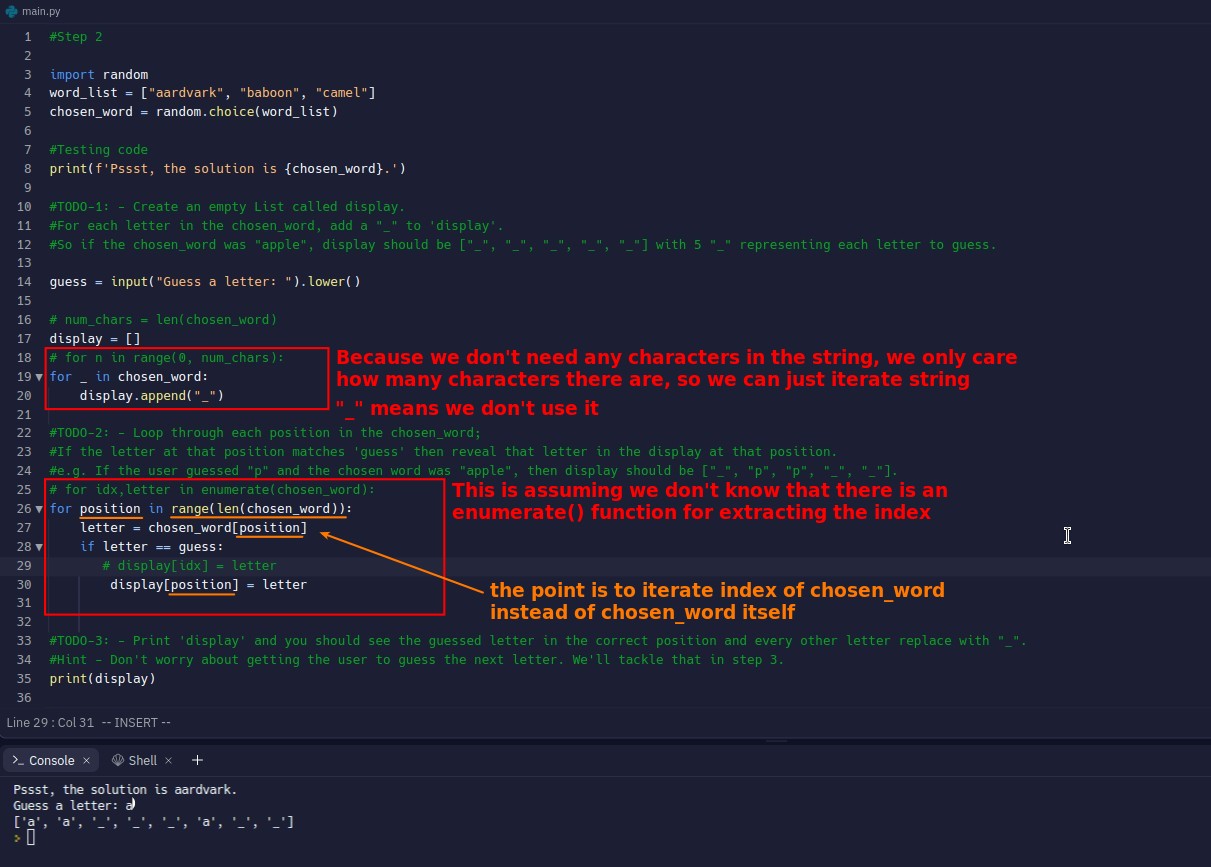 main.py
1 #Step 2
2
3 import random
4 word_list = ["aardvark", "baboon", "camel"]
5 chosen_word = random.choice(word_list)
6
7 #Testing code
8 print(f'Pssst, the solution is {chosen_word}.')
9
10 #TODO-1: - Create an empty List called display.
11 #For each letter in the chosen_word, add a "_" to 'display'.
12 #So if the chosen_word was "apple", display should be ["_", "_", "_", "_", "_"] with 5 "_" representing each letter to guess.
13
14 guess = input("Guess a letter: ").lower()
15
16 # num_chars = len(chosen_word)
17 display = []
18 # for n in range(0, num_chars):
19 for _ in chosen_word:
20 display.append("_")
21
Because we don't need any characters in the string, we only care
how many characters there are, so we can just iterate string
"_" means we don't use it
22 #TODO-2: - Loop through each position in the chosen_word;
23 #If the letter at that position matches 'guess' then reveal that letter in the display at that position.
24 #e.g. If the user guessed "p" and the chosen word was "apple", then display should be ["_", "p", "p", "_", "_"].
25 # for idx,letter in enumerate(chosen_word):
26 for position in range(len(chosen_word)):
27 letter = chosen_word[position]
28 if letter == guess:
29 # display[idx] = letter
30 display[position] = letter
31
32
This is assuming we don't know that there is an
enumerate() function for extracting the index
the point is to iterate index of chosen_word
instead of chosen_word itself
33 #TODO-3: - Print 'display' and you should see the guessed letter in the correct position and every other letter replace with "_".
34 #Hint - Don't worry about getting the user to guess the next letter. We'll tackle that in step 3.
35 print(display)
36
Line 29 : Col 31 -- INSERT --
>_ Console × Shell × +
Pssst, the solution is aardvark.
Guess a letter: a
['a', 'a', '_', '_', '_', 'a', '_', '_']